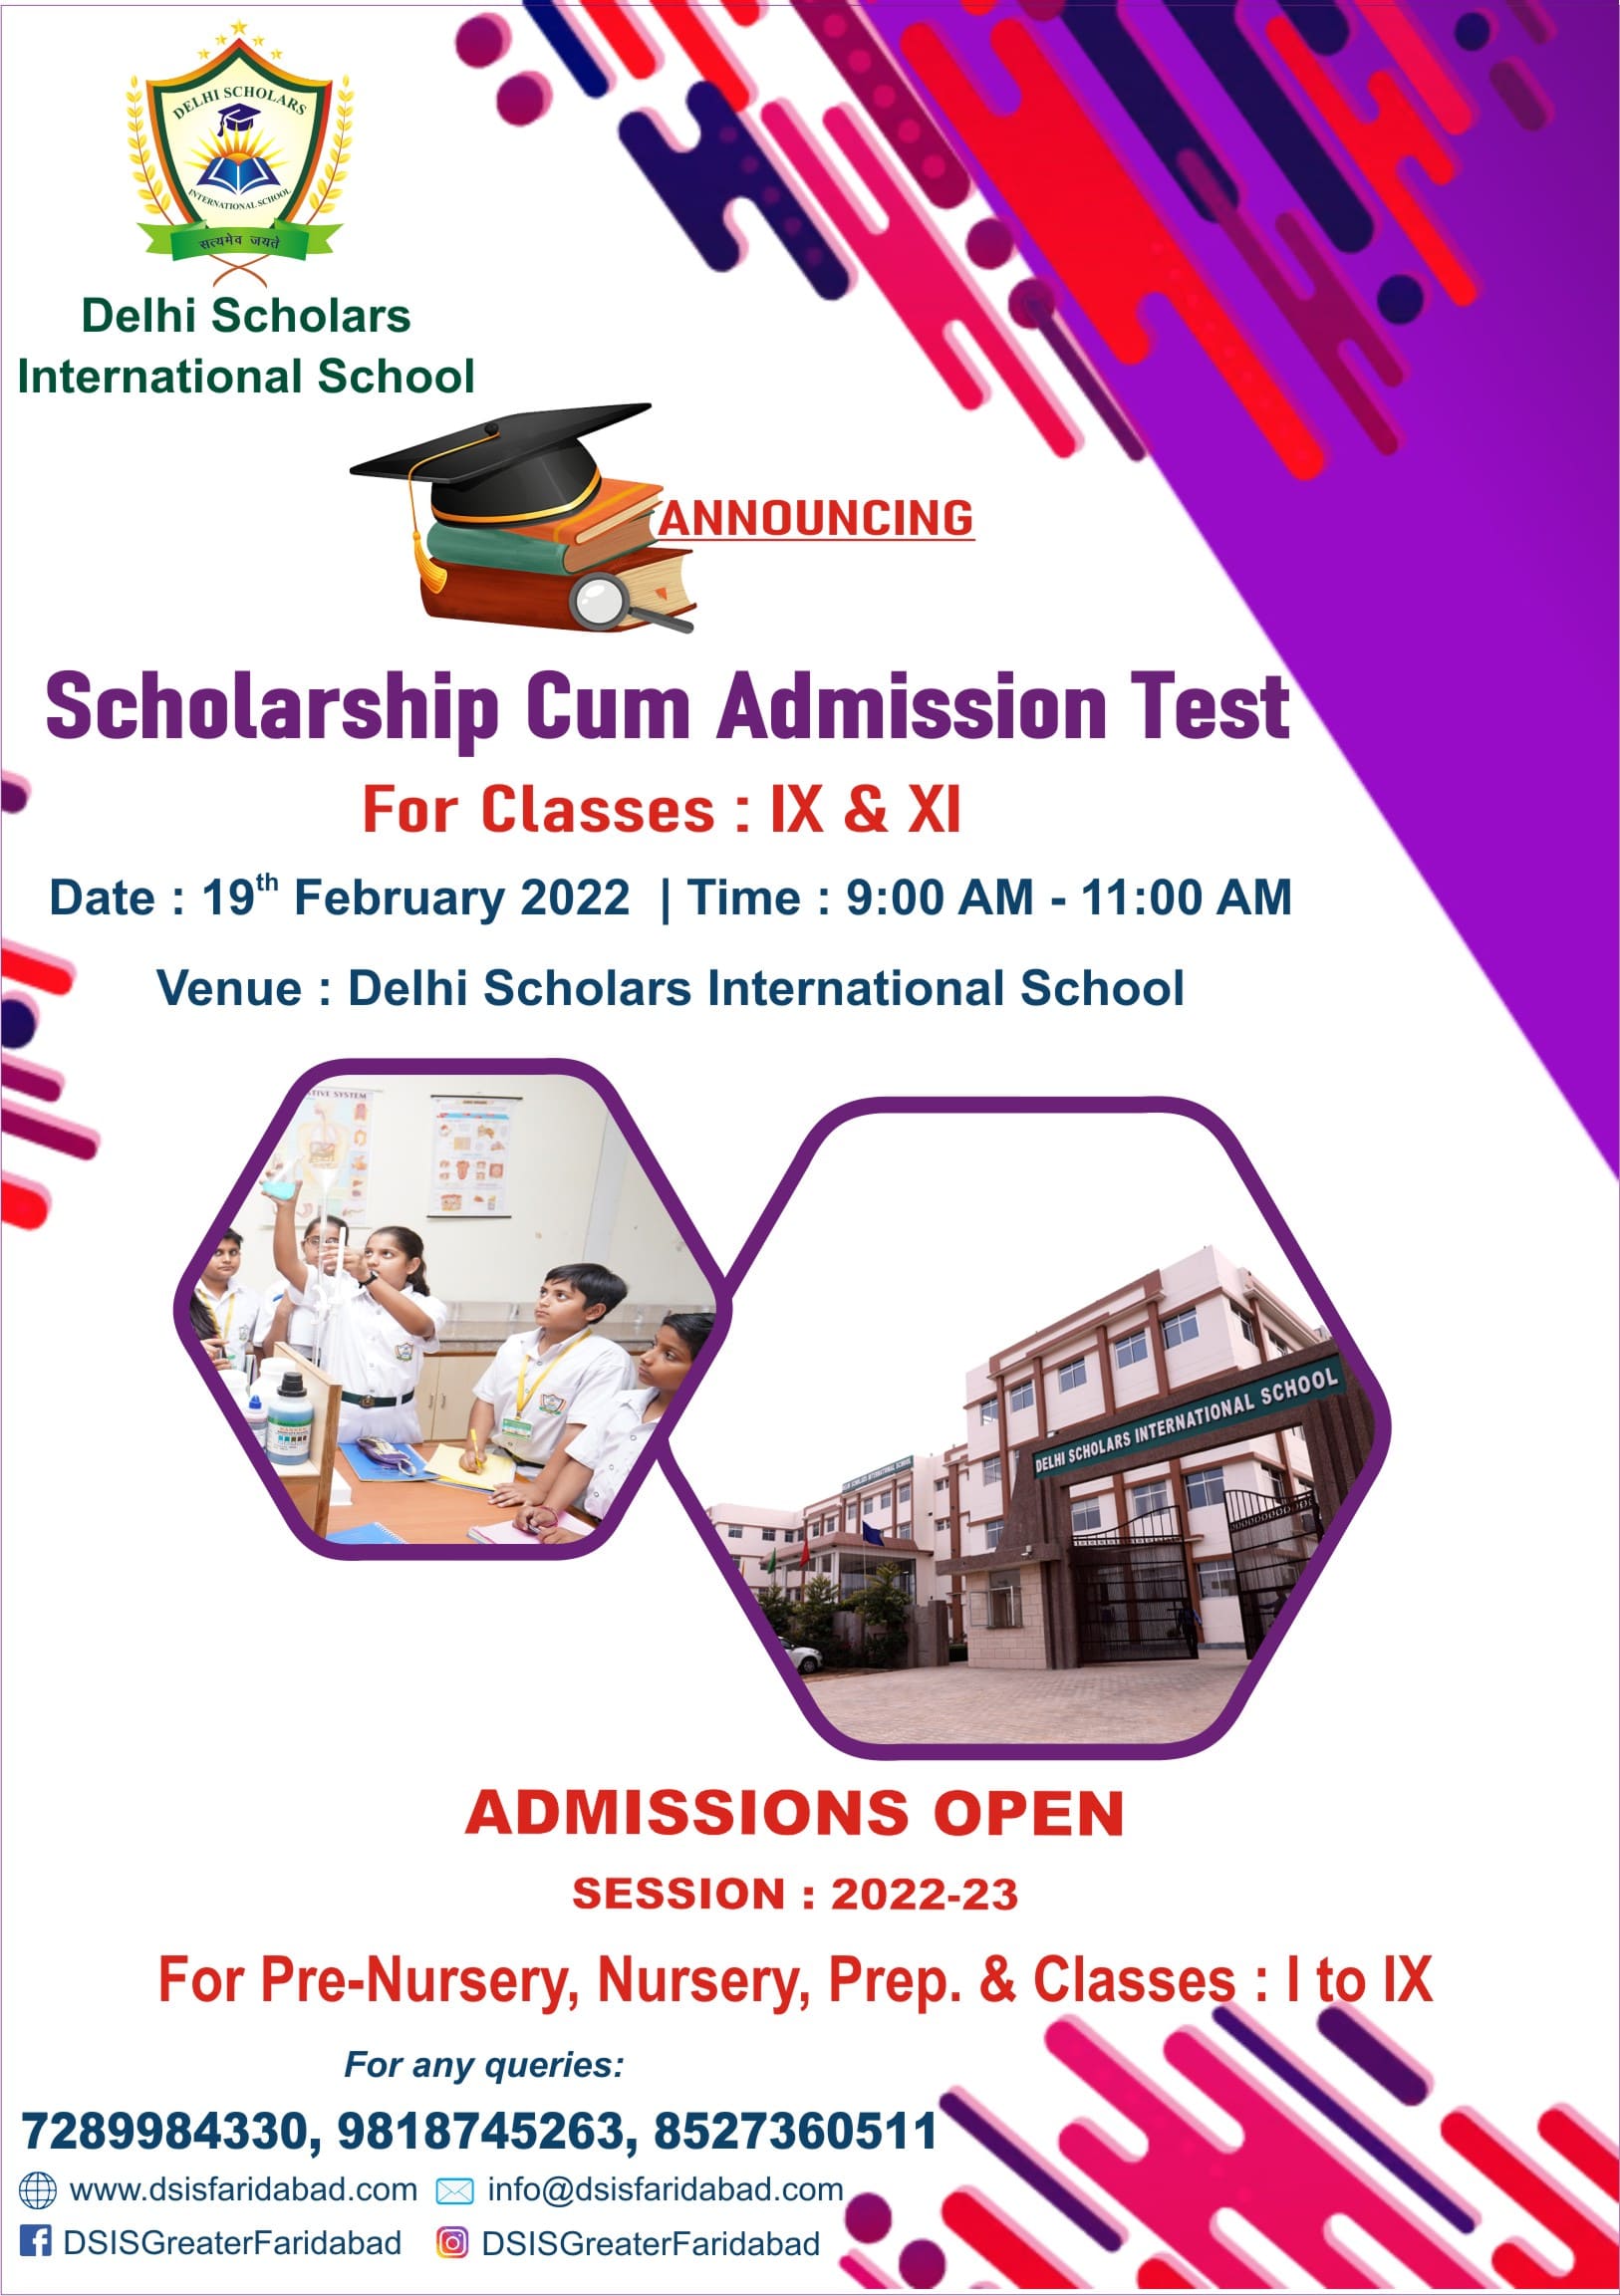 DELHI SCHOLARS
INTERNATIONAL SCHOOL
सत्यमेव जयते
Delhi Scholars
International School
ANNOUNCING
Scholarship Cum Admission Test
For Classes : IX & XI
Date : 19th February 2022 | Time : 9:00 AM - 11:00 AM
Venue : Delhi Scholars International School
TIVE SYSTEM
DELHI SCHOLARS INTERNATIONAL SCHOOL
ADMISSIONS OPEN
SESSION : 2022-23
For Pre-Nursery, Nursery, Prep. & Classes : I to IX
For any queries:
7289984330, 9818745263, 8527360511
www.dsisfaridabad.com info@dsisfaridabad.com
DSISGreaterFaridabad DSISGreaterFaridabad